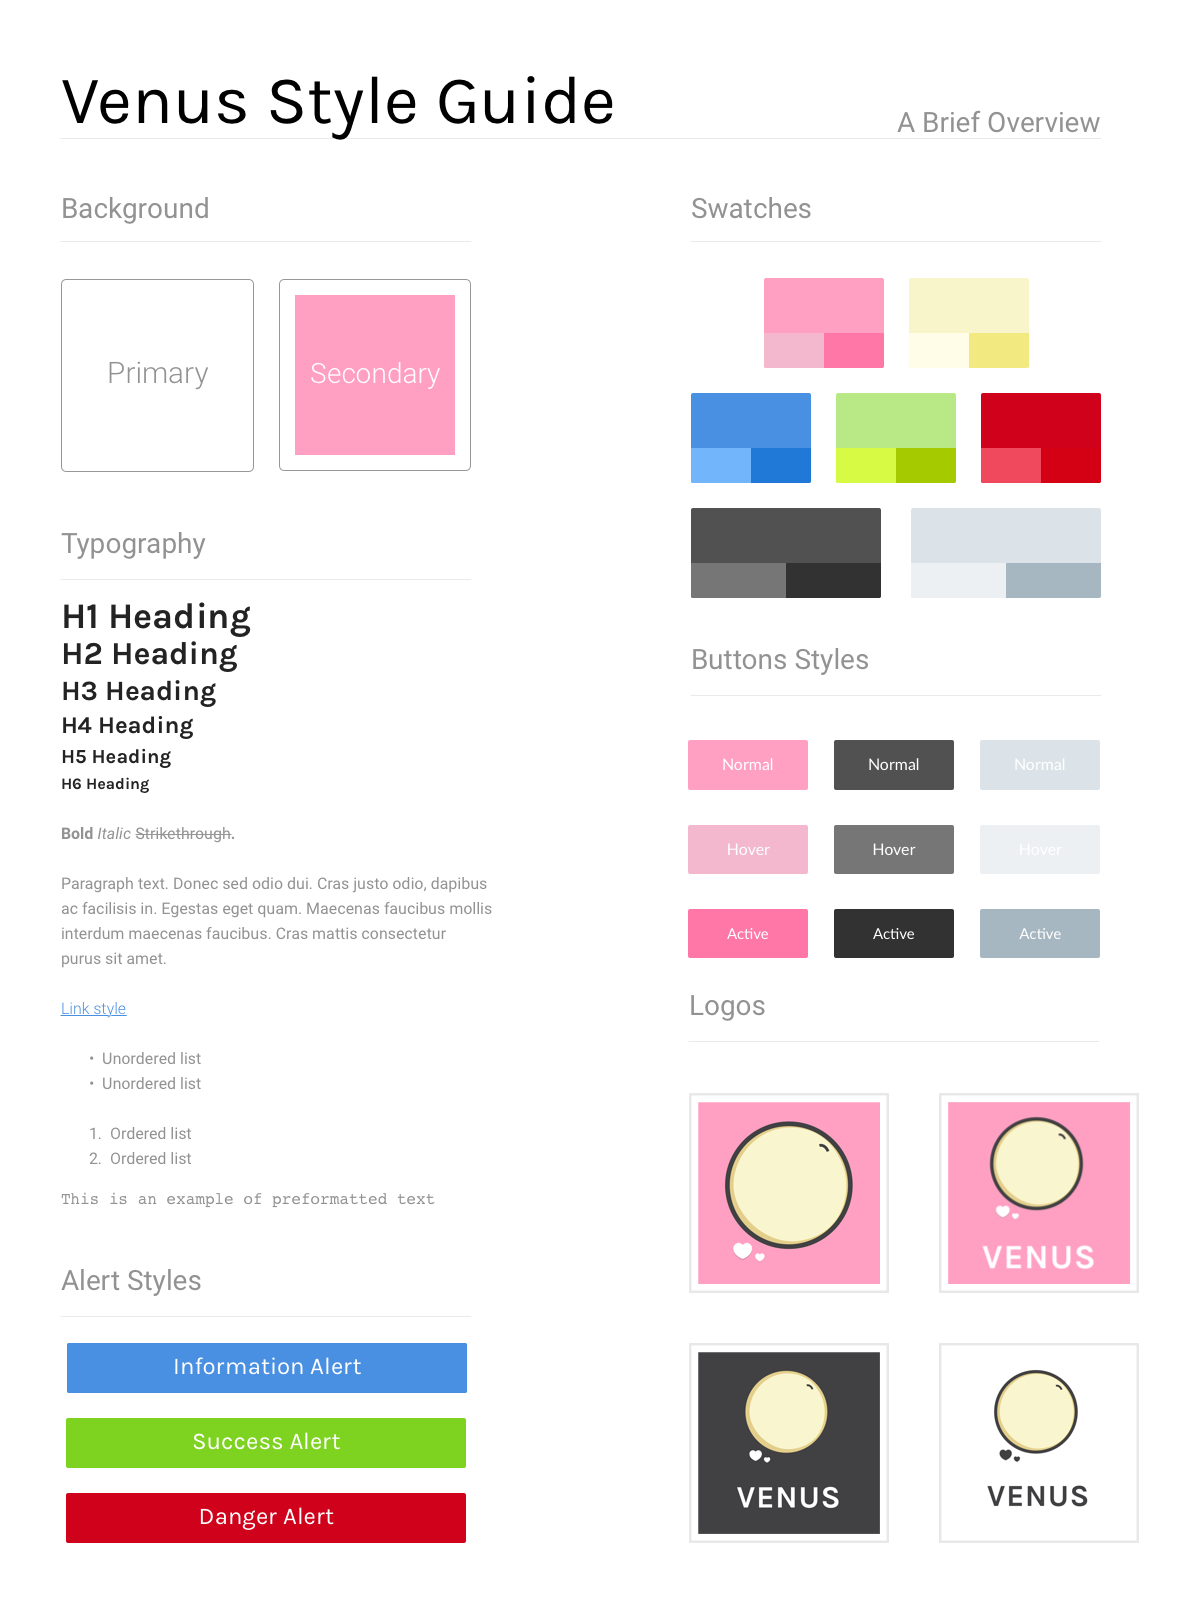 Venus Style Guide
A Brief Overview
Background
Primary
Secondary
Typography
H1 Heading
H2 Heading
H3 Heading
H4 Heading
H5 Heading
H6 Heading
Bold Italic Strikethrough.
Paragraph text. Donec sed odio dui. Cras justo odio, dapibus
ac facilisis in. Egestas eget quam. Maecenas faucibus mollis
interdum maecenas faucibus. Cras mattis consectetur
purus sit amet.
Link style
• Unordered list
• Unordered list
1. Ordered list
2. Ordered list
This is an example of preformatted text
Alert Styles
Information Alert
Success Alert
Danger Alert
Swatches
Buttons Styles
Normal
Normal
Normal
Hover
Hover
Hover
Active
Active
Active
Logos
VENUS
VENUS
VENUS